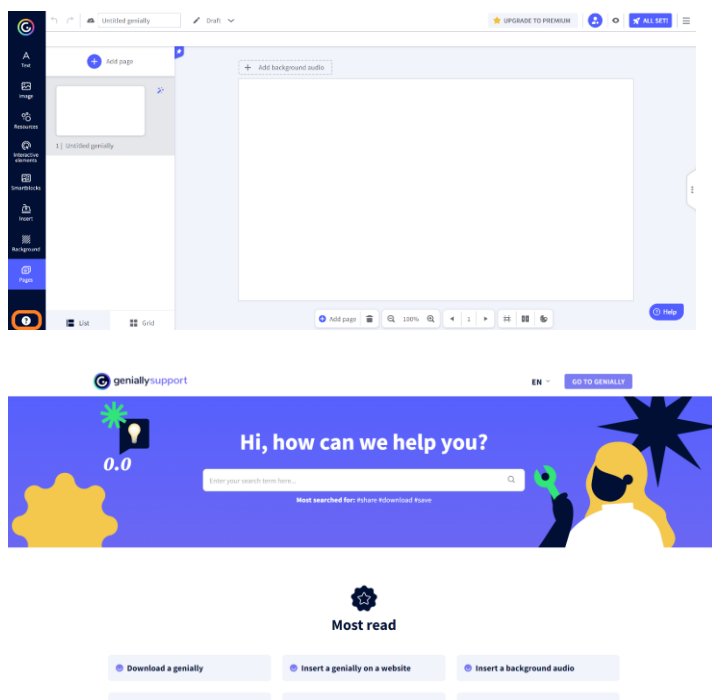 Untitled genially
Draft
UPGRADE TO PREMIUM
ALL SET!
Text
Image
Resources
Interactive
elements
Smartblocks
Insert
Background
Pages
?
Add page
1 | Untitled genially
List
Grid
+ Add background audio
Add page
100%
1
Help
geniallysupport
EN
GO TO GENIALLY
0.0
Hi, how can we help you?
Enter your search term here...
Most searched for: #share #download #save
Most read
Download a genially
Insert a genially on a website
Insert a background audio